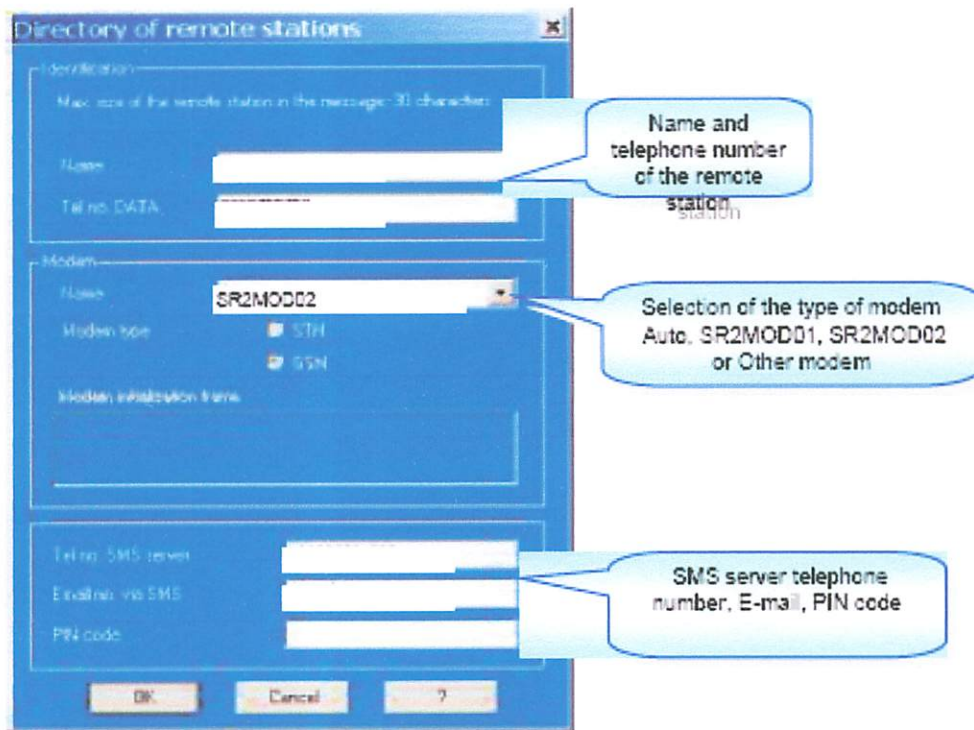 Directory of remote stations
Identification
Max. size of the remote station in the message: 30 characters
Name
Tel no. DATA
Name and
telephone number
of the remote
station
station
Modem
Name
SR2MOD02
Modem type
STN
GSM
Modem initialization frame
Selection of the type of modem
Auto, SR2MOD01, SR2MOD02
or Other modem
Tel no. SMS server
Email no. via SMS
PIN code
SMS server telephone
number, E-mail, PIN code
OK
Cancel
?